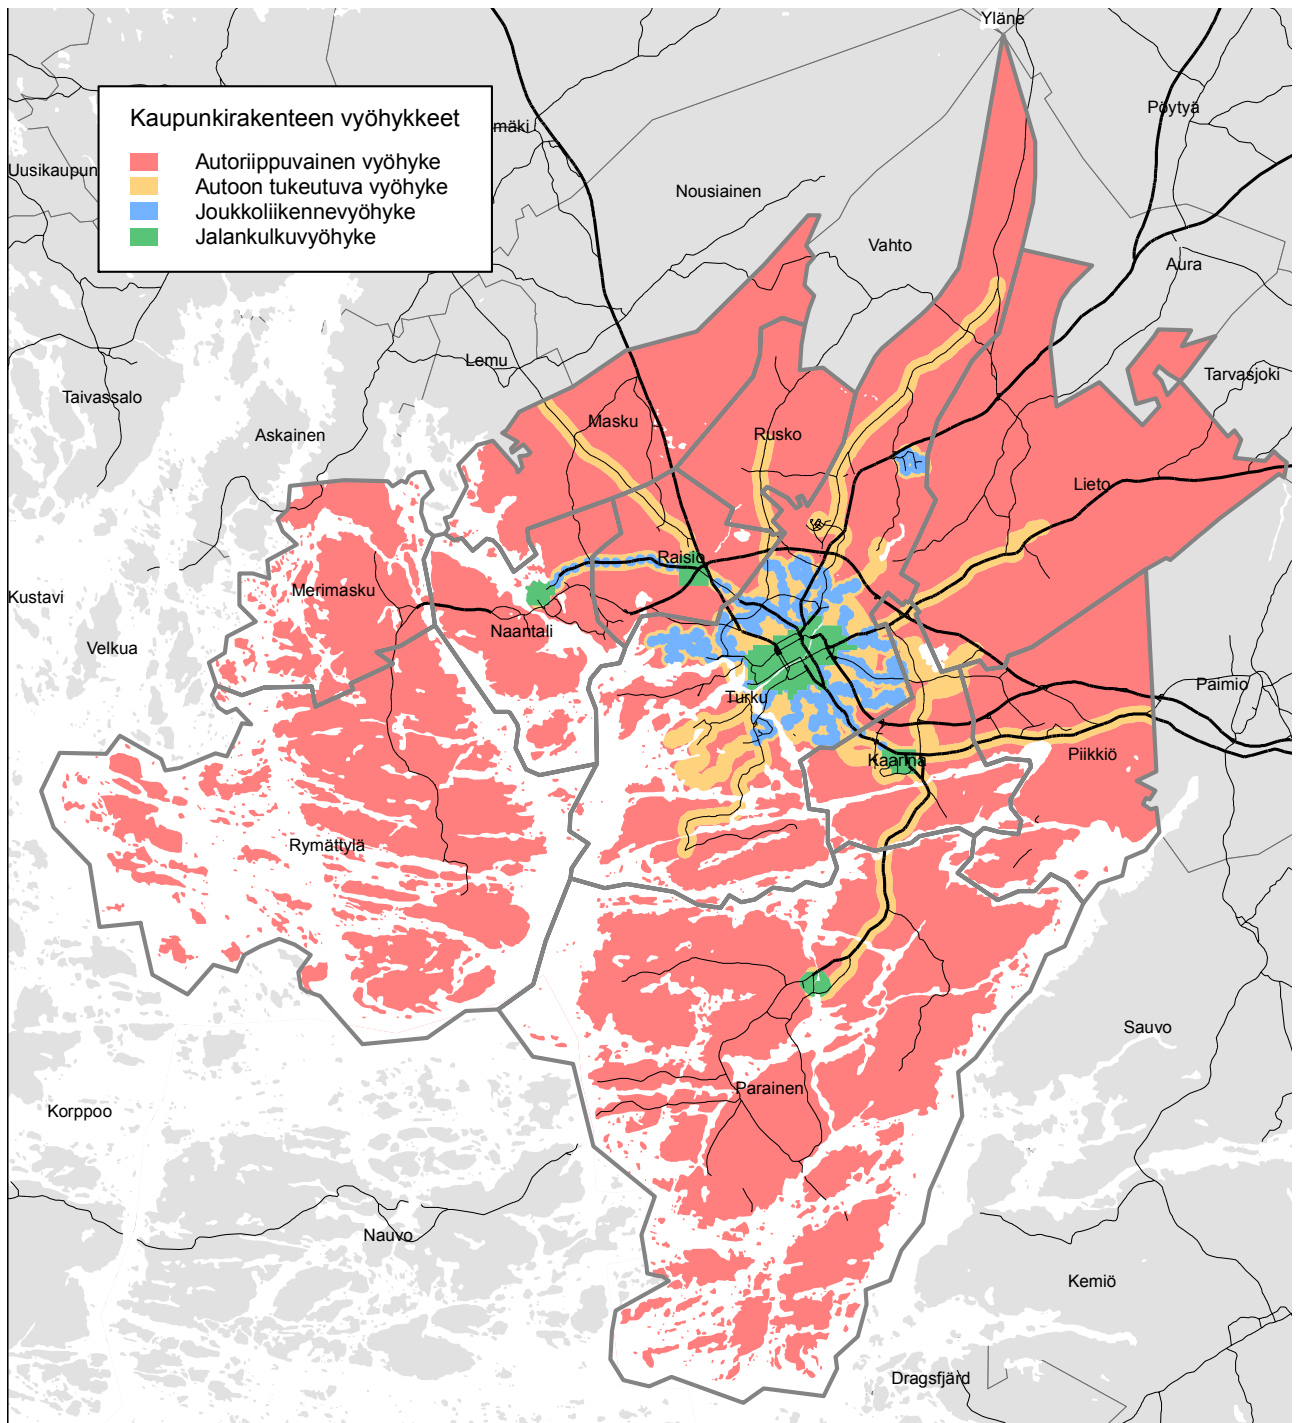 Yläne
Kaupunkirakenteen vyöhykkeet
Autoriippuvainen vyöhyke
Autoon tukeutuva vyöhyke
Joukkoliikennevyöhyke
Jalankulkuvyöhyke
Pöytyä
mäki
Uusikaupun
Nousiainen
Vahto
Aura
Lemu
Tarvasjoki
Taivassalo
Masku
Askainen
Rusko
Lieto
Raisio
Merimasku
Kustavi
Naantali
Velkua
Paimio
Turku
Piikkiö
Kaarina
Rymättylä
Sauvo
Parainen
Korppoo
Nauvo
Kemiö
Dragsfjärd